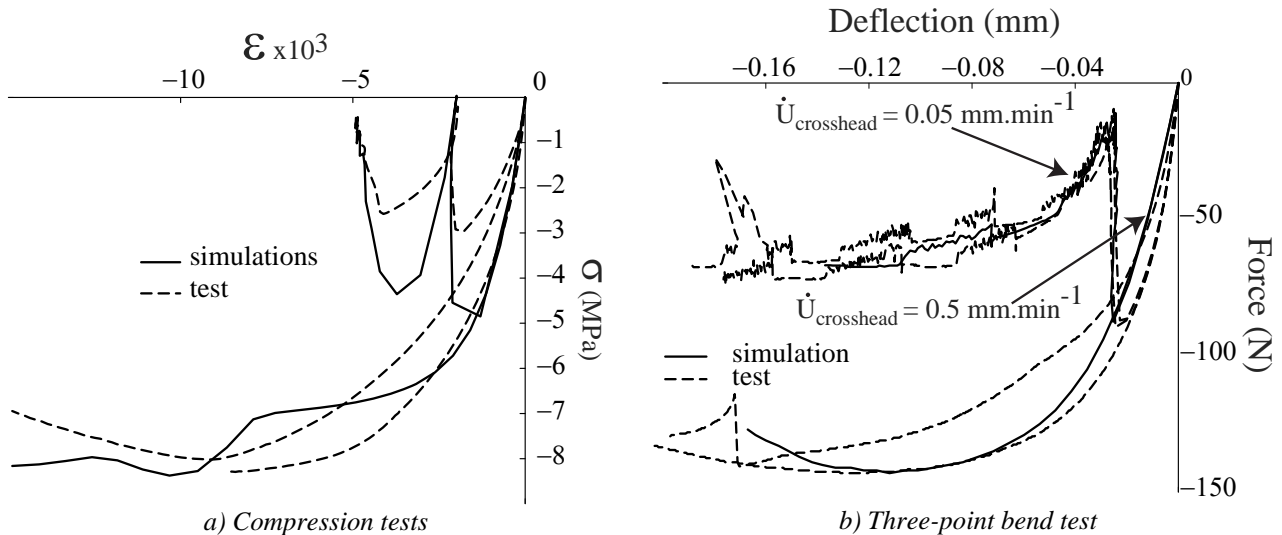 ε x10³
−10 −5 0
−1
−2
−3
−4
−5
−6
−7
−8
σ (MPa)
simulations
test
a) Compression tests
Deflection (mm)
−0.16 −0.12 −0.08 −0.04 0
U̇crosshead = 0.05 mm.min⁻¹
−50
U̇crosshead = 0.5 mm.min⁻¹
Force (N)
simulation
test
−100
−150
b) Three-point bend test